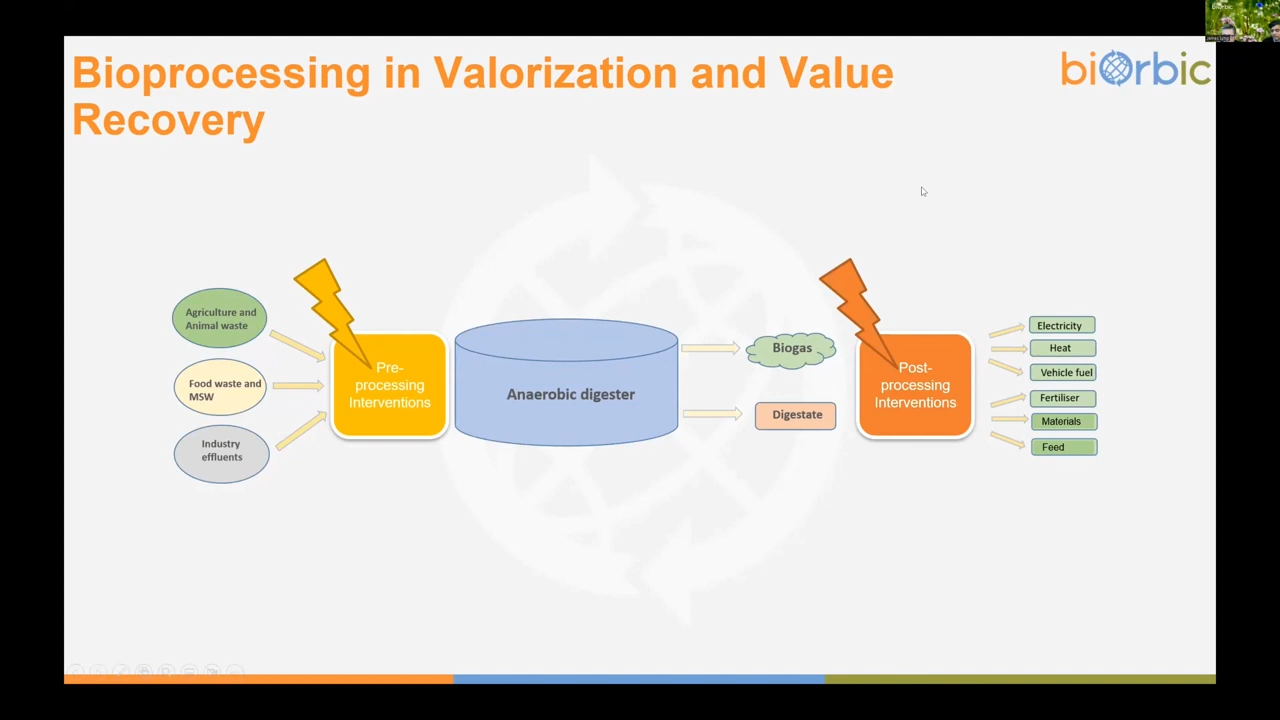 Bioprocessing in Valorization and Value
Recovery
biOrbic
Biorbic
Agriculture and
Animal waste
Food waste and
MSW
Industry
effluents
Pre-
processing
Interventions
Anaerobic digester
Biogas
Digestate
Post-
processing
Interventions
Electricity
Heat
Vehicle fuel
Fertiliser
Materials
Feed